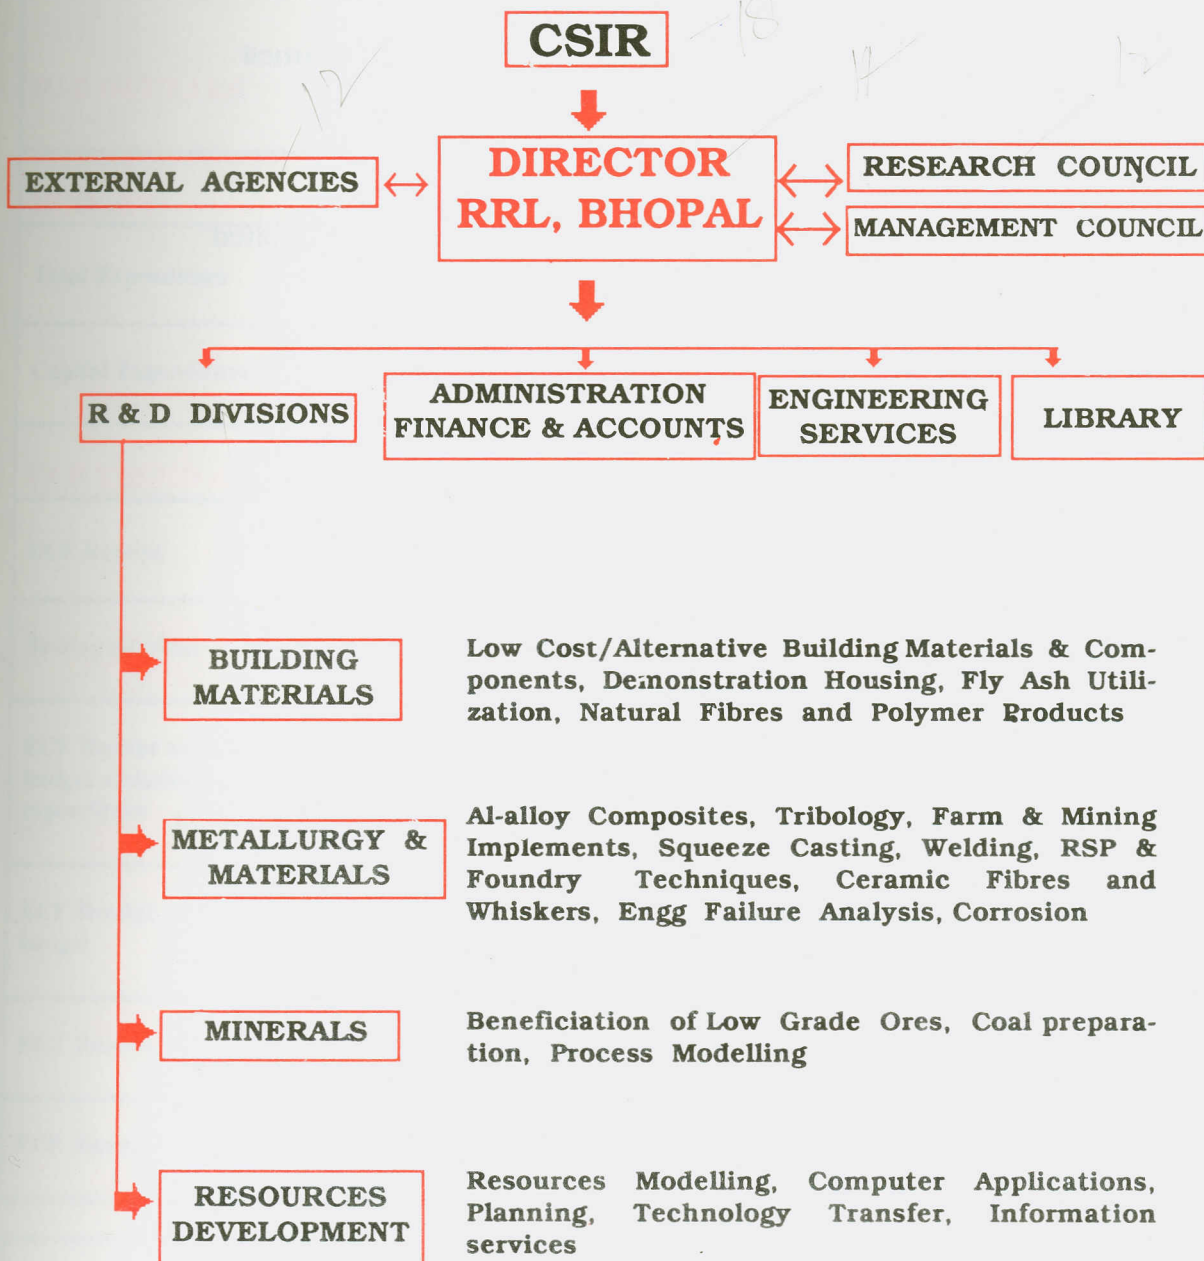 CSIR
DIRECTOR
RRL, BHOPAL
EXTERNAL AGENCIES
RESEARCH COUNCIL
MANAGEMENT COUNCIL
R & D DIVISIONS
ADMINISTRATION
FINANCE & ACCOUNTS
ENGINEERING
SERVICES
LIBRARY
BUILDING
MATERIALS
Low Cost/Alternative Building Materials & Com-
ponents, Demonstration Housing, Fly Ash Utili-
zation, Natural Fibres and Polymer Products
METALLURGY &
MATERIALS
Al-alloy Composites, Tribology, Farm & Mining
Implements, Squeeze Casting, Welding, RSP &
Foundry Techniques, Ceramic Fibres and
Whiskers, Engg Failure Analysis, Corrosion
MINERALS
Beneficiation of Low Grade Ores, Coal prepara-
tion, Process Modelling
RESOURCES
DEVELOPMENT
Resources Modelling, Computer Applications,
Planning, Technology Transfer, Information
services